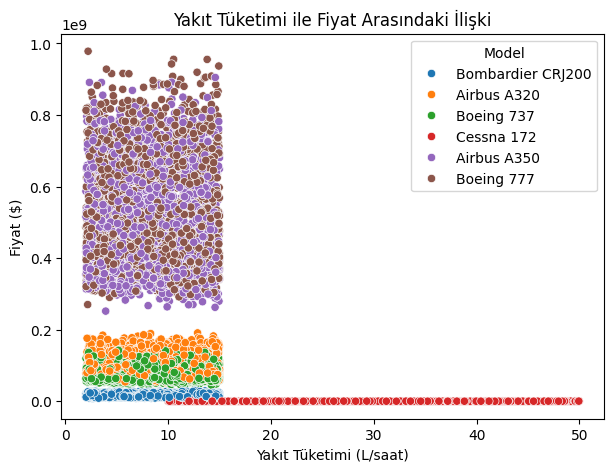 Yakıt Tüketimi ile Fiyat Arasındaki İlişki
1e9
1.0
0.8
0.6
0.4
0.2
0.0
Fiyat ($)
Model
Bombardier CRJ200
Airbus A320
Boeing 737
Cessna 172
Airbus A350
Boeing 777
0
10
20
30
40
50
Yakıt Tüketimi (L/saat)